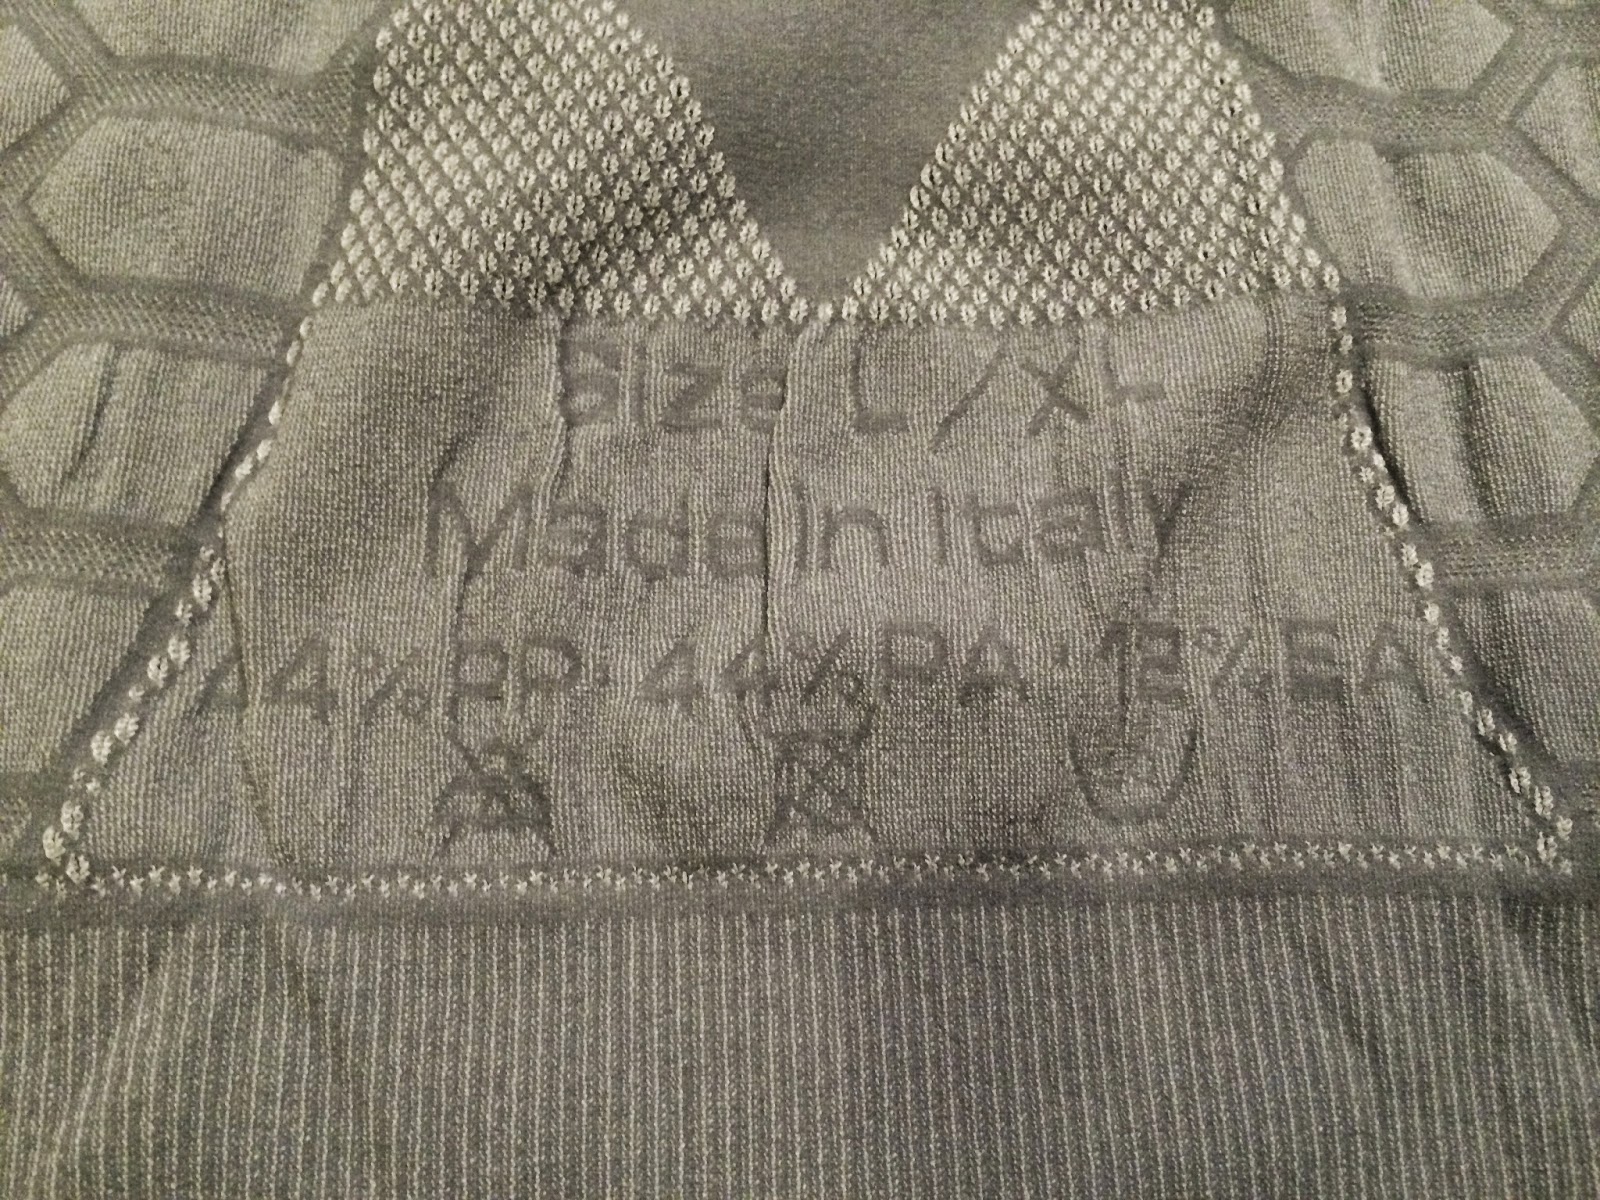 Size L/XL
Made In Italy
44%PP·44%PA·12%EA